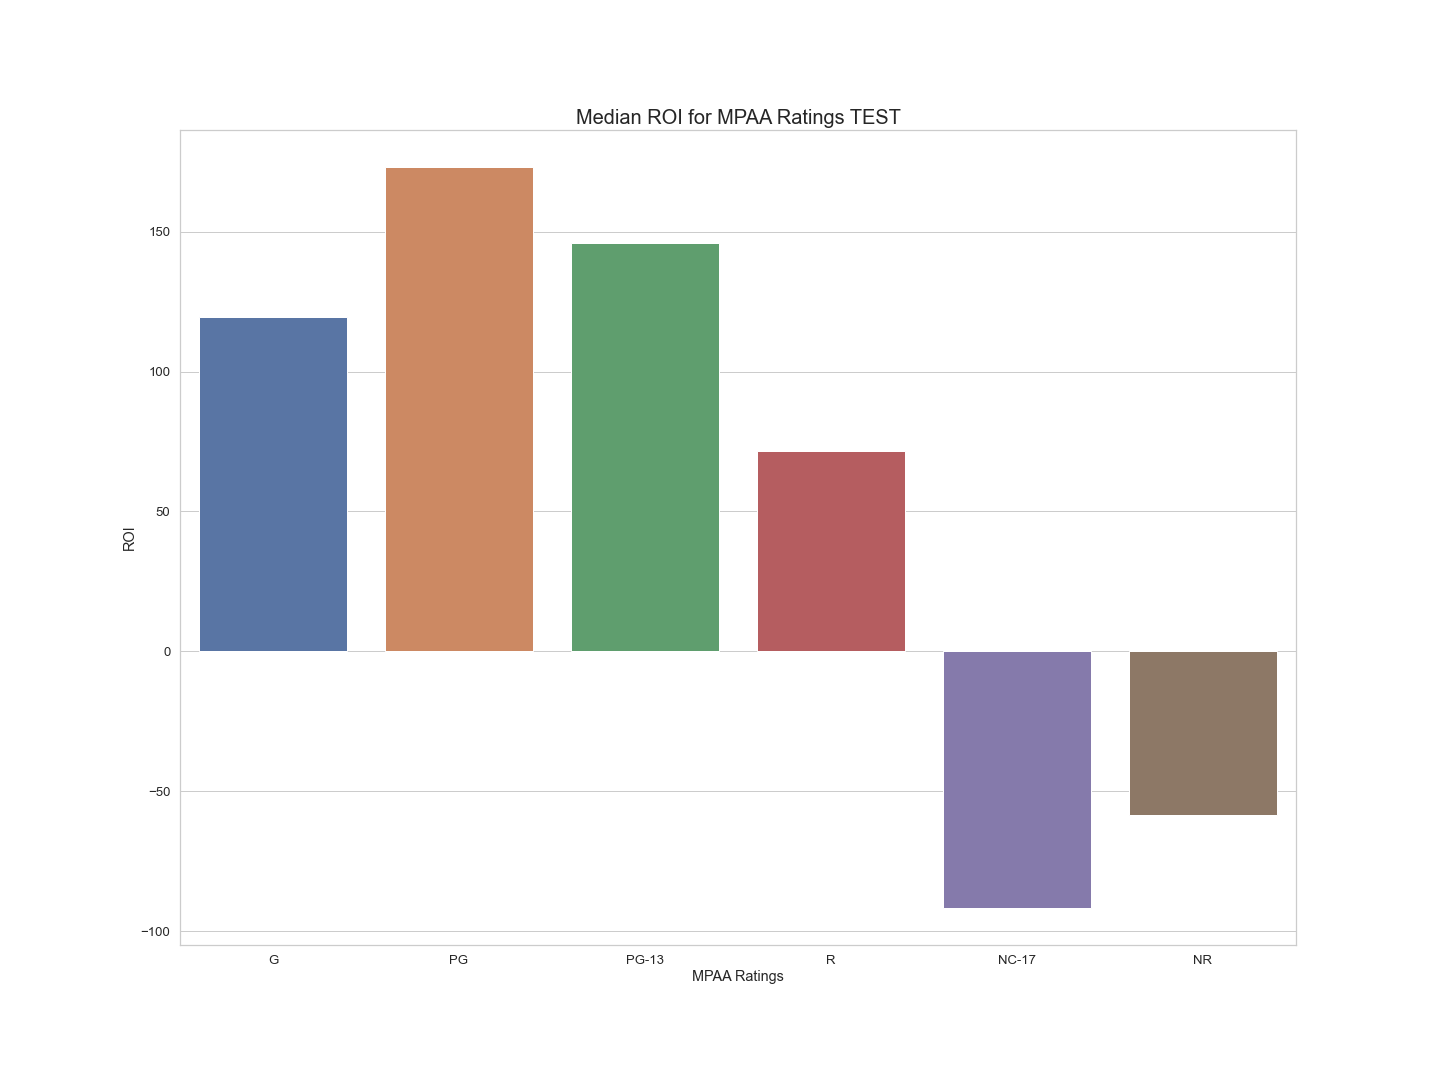 Median ROI for MPAA Ratings TEST
150
100
50
0
−50
−100
ROI
G
PG
PG-13
R
NC-17
NR
MPAA Ratings